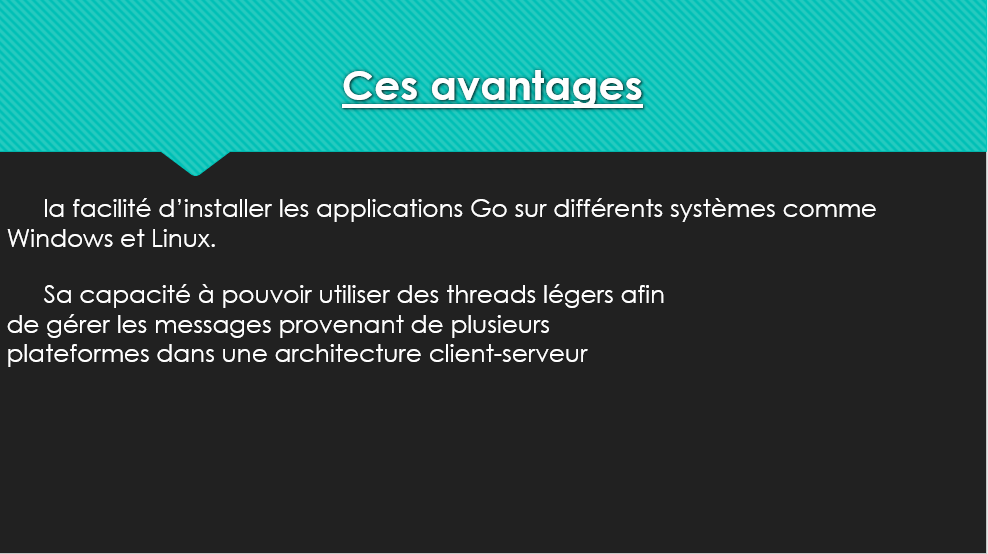 Ces avantages
la facilité d’installer les applications Go sur différents systèmes comme
Windows et Linux.
Sa capacité à pouvoir utiliser des threads légers afin
de gérer les messages provenant de plusieurs
plateformes dans une architecture client-serveur